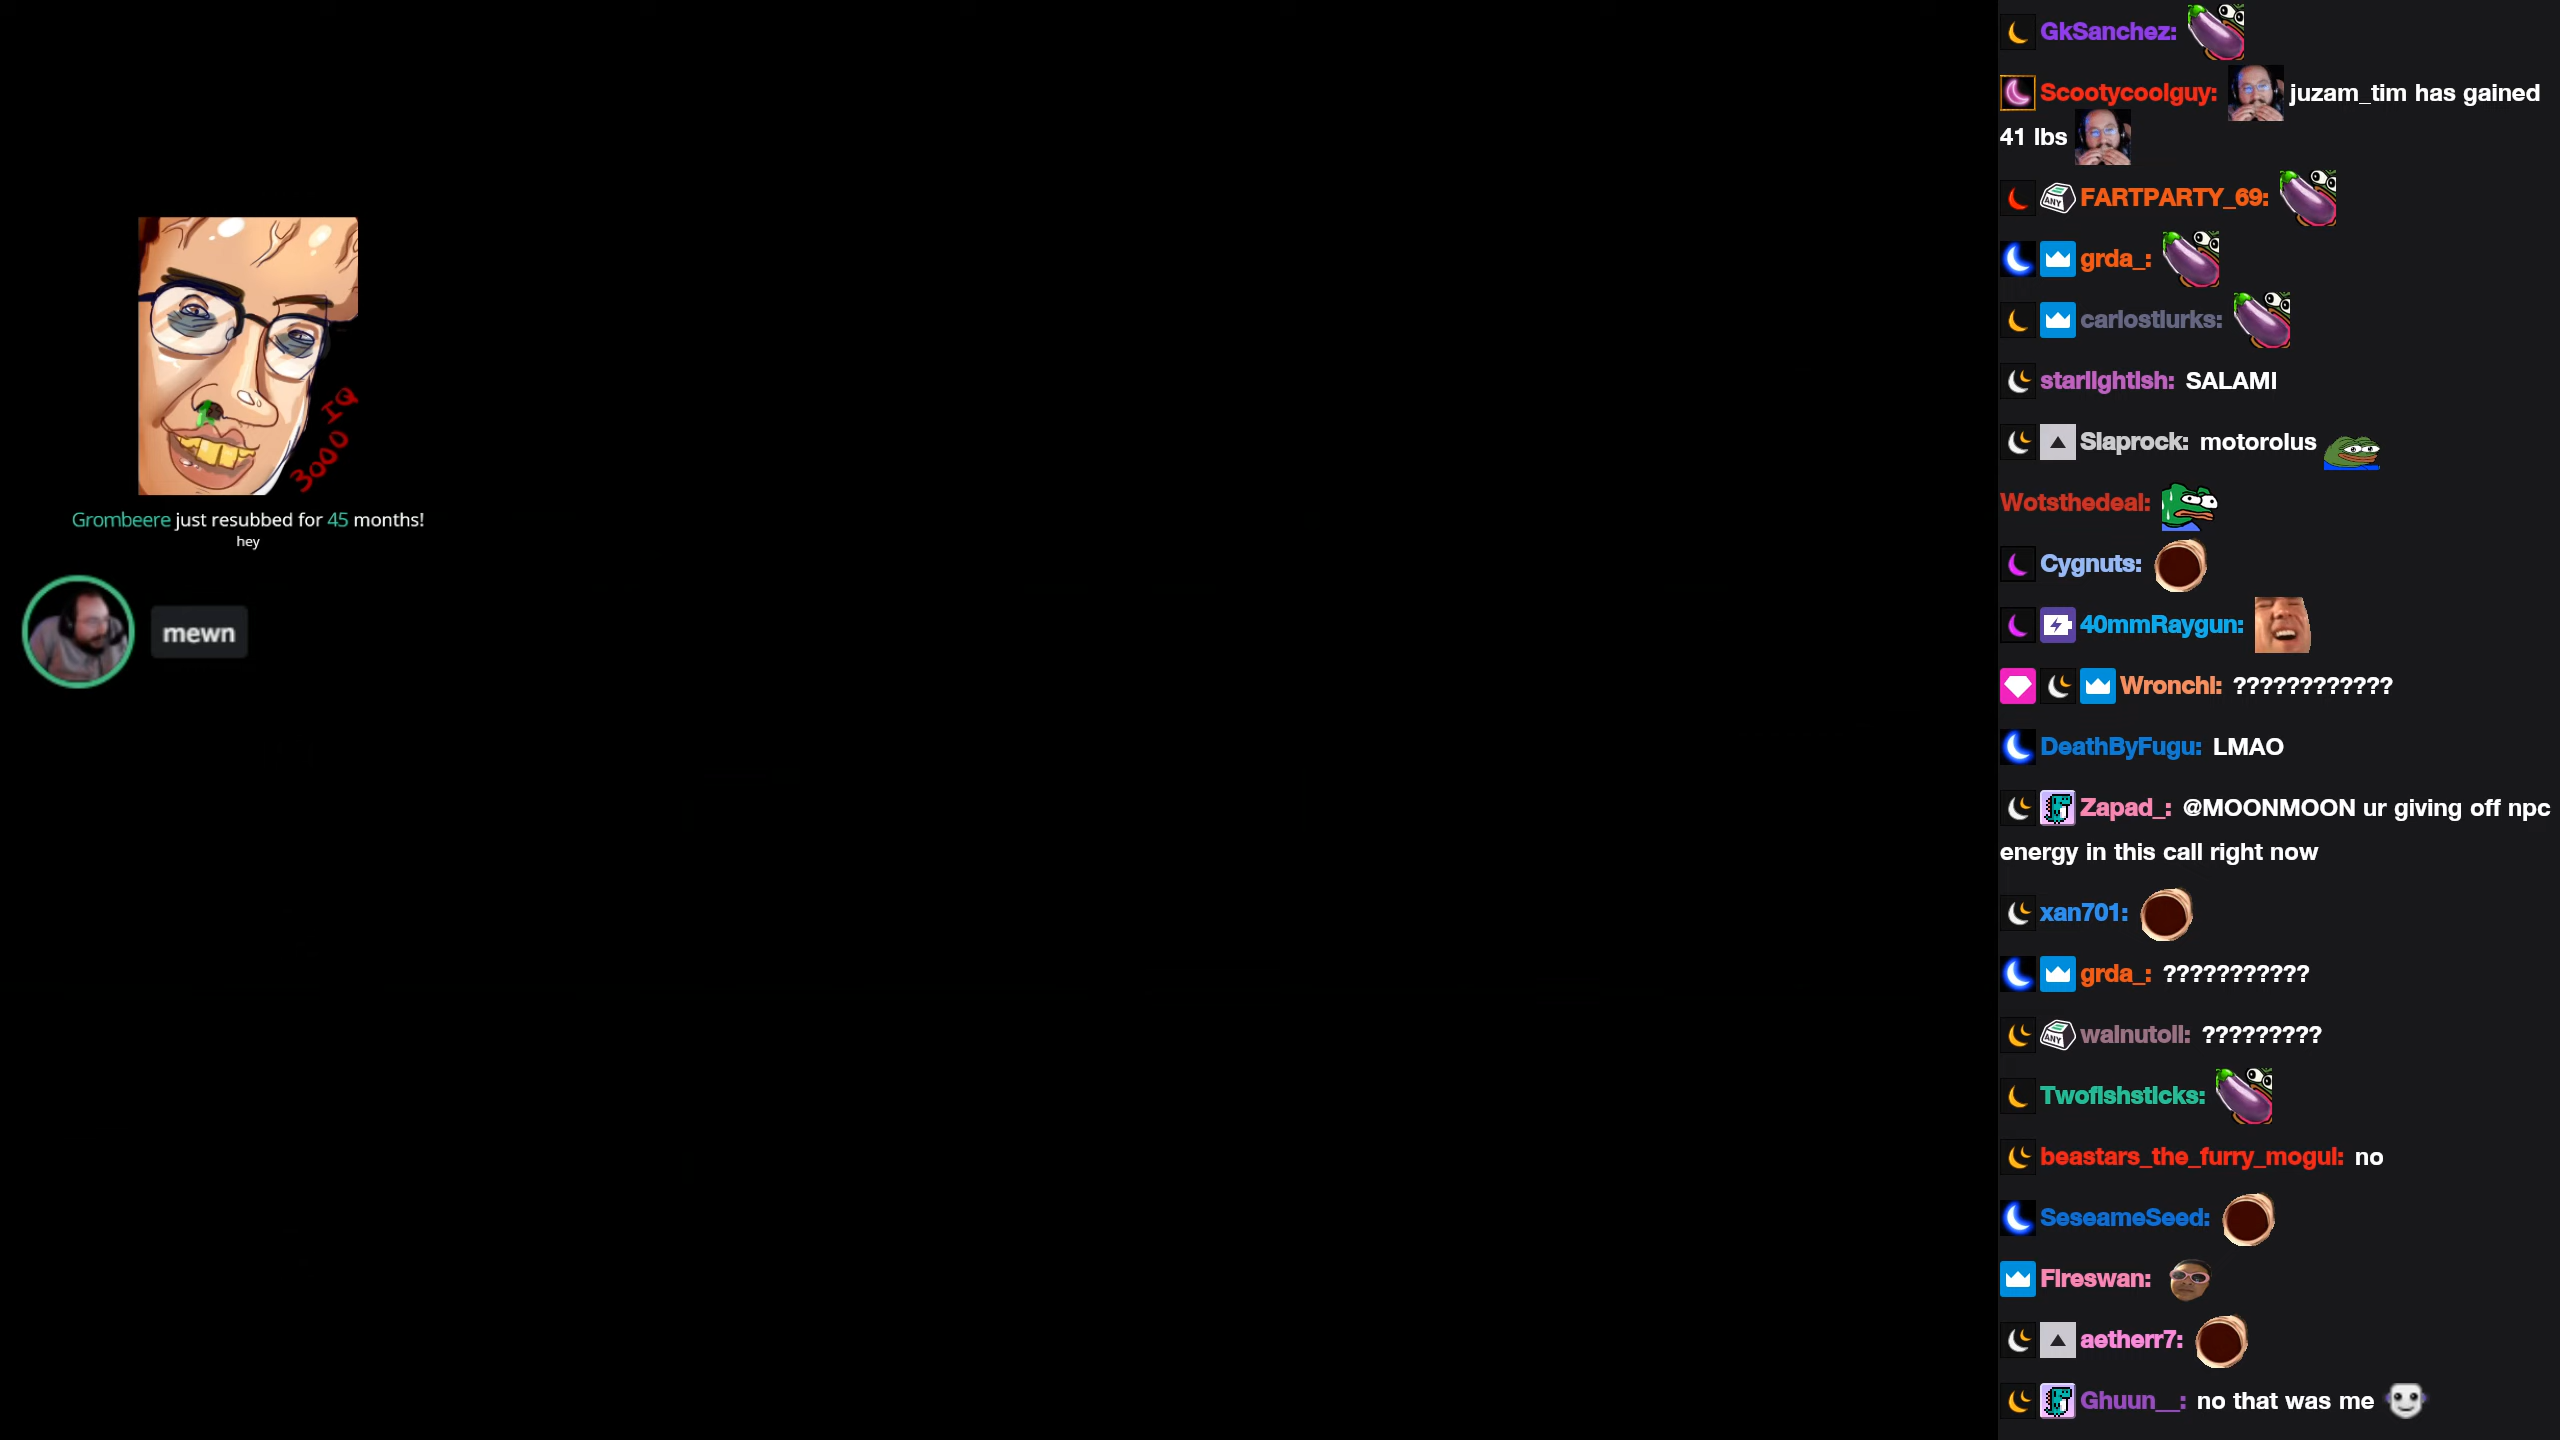 3000 IQ
Grombeere just resubbed for 45 months!
hey
mewn
GkSanchez:
Scootycoolguy: juzam_tim has gained
41 lbs
ANY FARTPARTY_69:
grda_:
carlostlurks:
starlightish: SALAMI
Slaprock: motorolus
Wotsthedeal:
Cygnuts:
40mmRaygun:
Wronchi: ????????????
DeathByFugu: LMAO
Zapad_: @MOONMOON ur giving off npc
energy in this call right now
xan701:
grda_: ???????????
ANY walnutoil: ?????????
Twofishsticks:
beastars_the_furry_mogul: no
SeseameSeed:
Fireswan:
aetherr7:
Ghuun__: no that was me